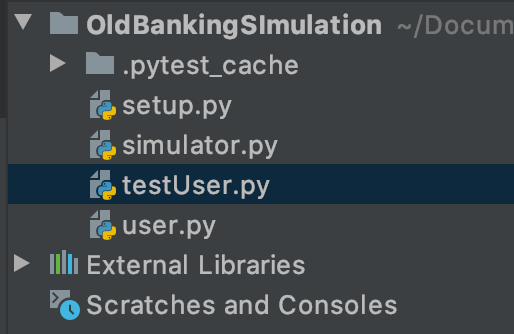 OldBankingSImulation ~/Docum
.pytest_cache
setup.py
simulator.py
testUser.py
user.py
External Libraries
Scratches and Consoles